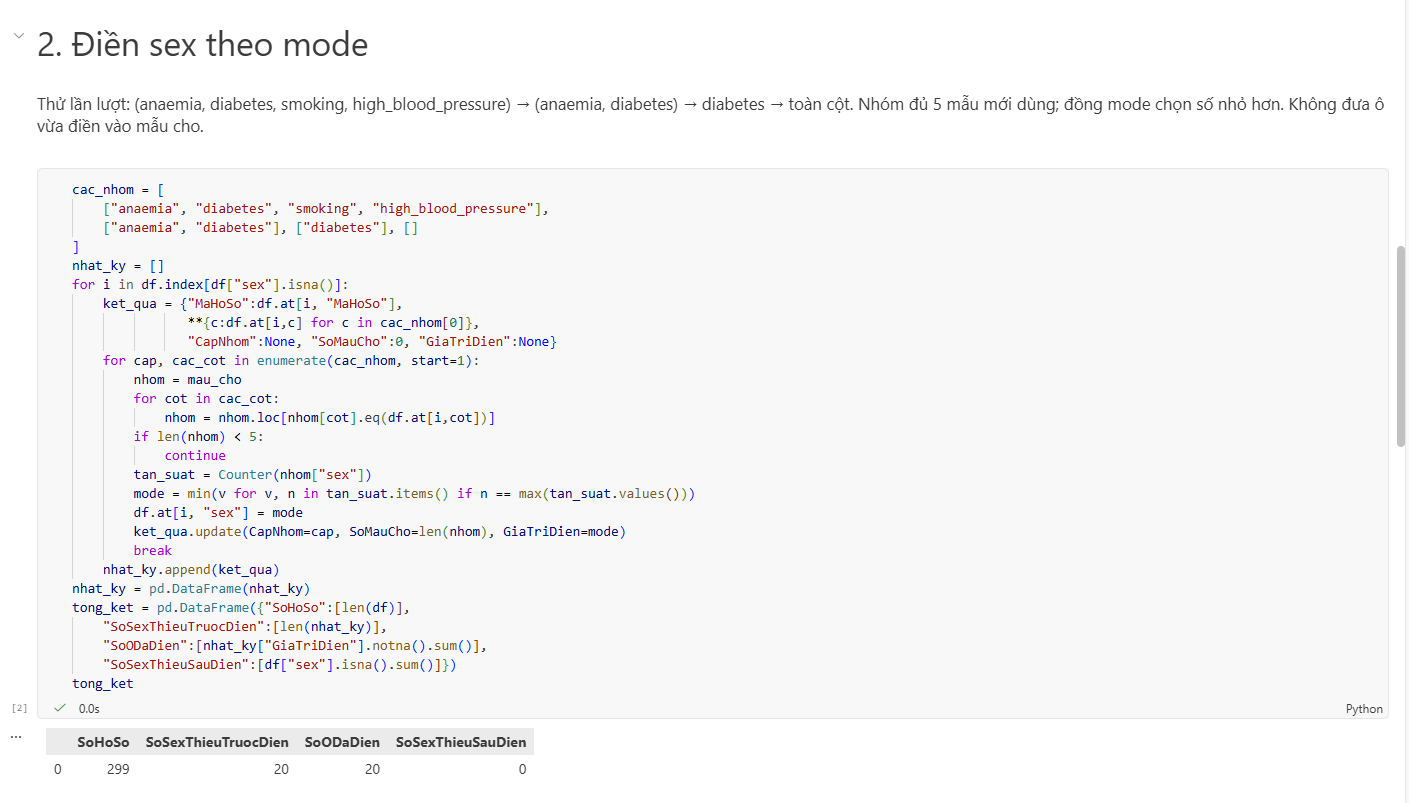 2. Điền sex theo mode
Thử lần lượt: (anaemia, diabetes, smoking, high_blood_pressure) → (anaemia, diabetes) → diabetes → toàn cột. Nhóm đủ 5 mẫu mới dùng; đồng mode chọn số nhỏ hơn. Không đưa ô
vừa điền vào mẫu cho.
cac_nhom = [
    ["anaemia", "diabetes", "smoking", "high_blood_pressure"],
    ["anaemia", "diabetes"], ["diabetes"], []
]
nhat_ky = []
for i in df.index[df["sex"].isna()]:
    ket_qua = {"MaHoSo":df.at[i, "MaHoSo"],
               **{c:df.at[i,c] for c in cac_nhom[0]},
               "CapNhom":None, "SoMauCho":0, "GiaTriDien":None}
    for cap, cac_cot in enumerate(cac_nhom, start=1):
        nhom = mau_cho
        for cot in cac_cot:
            nhom = nhom.loc[nhom[cot].eq(df.at[i,cot])]
        if len(nhom) < 5:
            continue
        tan_suat = Counter(nhom["sex"])
        mode = min(v for v, n in tan_suat.items() if n == max(tan_suat.values()))
        df.at[i, "sex"] = mode
        ket_qua.update(CapNhom=cap, SoMauCho=len(nhom), GiaTriDien=mode)
        break
    nhat_ky.append(ket_qua)
nhat_ky = pd.DataFrame(nhat_ky)
tong_ket = pd.DataFrame({"SoHoSo":[len(df)],
    "SoSexThieuTruocDien":[len(nhat_ky)],
    "SoODaDien":[nhat_ky["GiaTriDien"].notna().sum()],
    "SoSexThieuSauDien":[df["sex"].isna().sum()]})
tong_ket
[2] ✓ 0.0s Python
... SoHoSo SoSexThieuTruocDien SoODaDien SoSexThieuSauDien
0 299 20 20 0